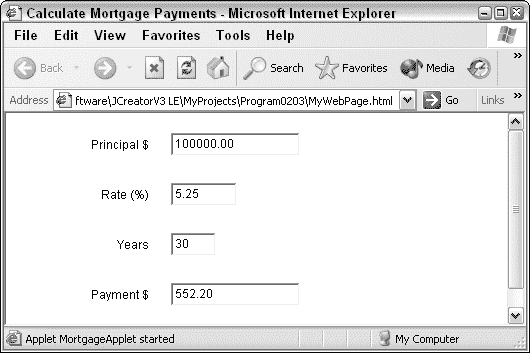 Calculate Mortgage Payments - Microsoft Internet Explorer
File Edit View Favorites Tools Help
Back Search Favorites Media »
Address ftware\JCreatorV3 LE\MyProjects\Program0203\MyWebPage.html Go Links »
Principal $ 100000.00
Rate (%) 5.25
Years 30
Payment $ 552.20
Applet MortgageApplet started My Computer